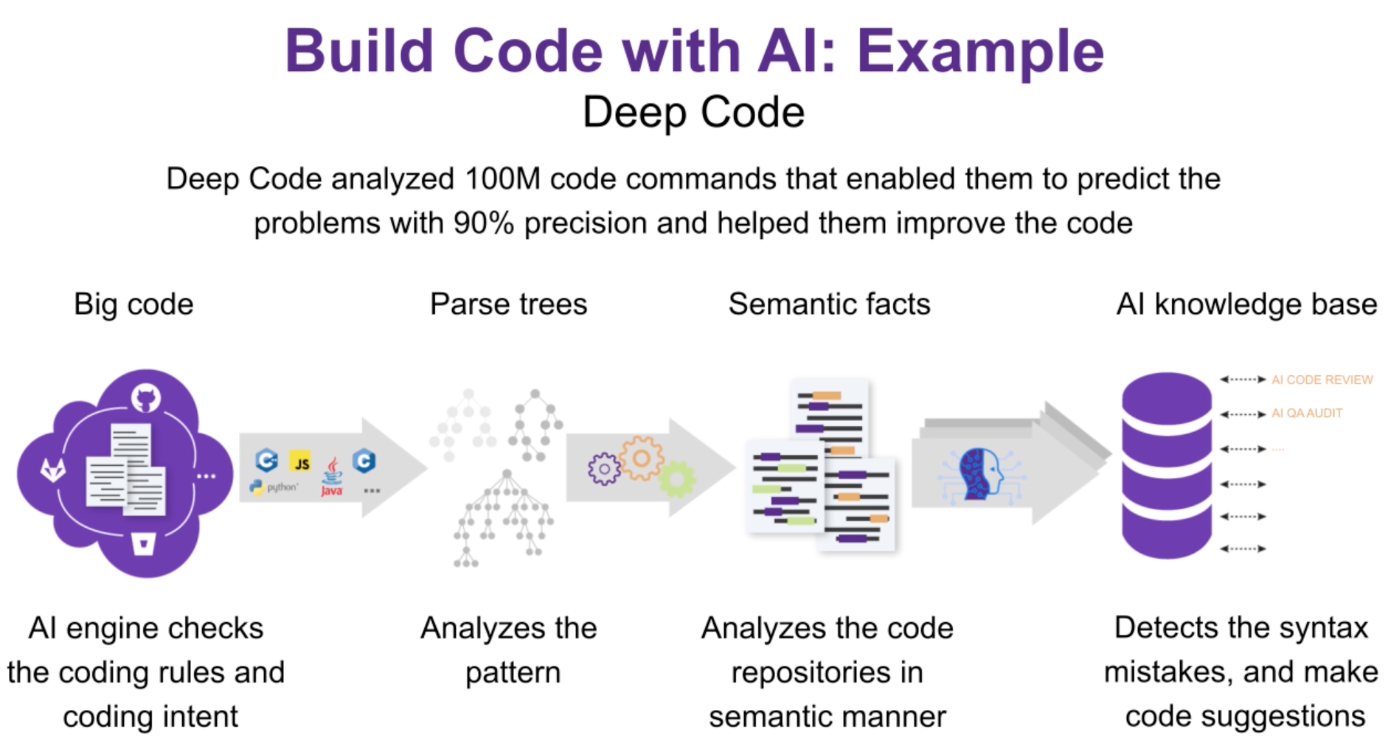 Build Code with AI: Example
Deep Code
Deep Code analyzed 100M code commands that enabled them to predict the
problems with 90% precision and helped them improve the code
Big code
Parse trees
Semantic facts
AI knowledge base
C++
JS
Java
C
python
...
AI CODE REVIEW
AI QA AUDIT
....
AI engine checks
the coding rules and
coding intent
Analyzes the
pattern
Analyzes the code
repositories in
semantic manner
Detects the syntax
mistakes, and make
code suggestions